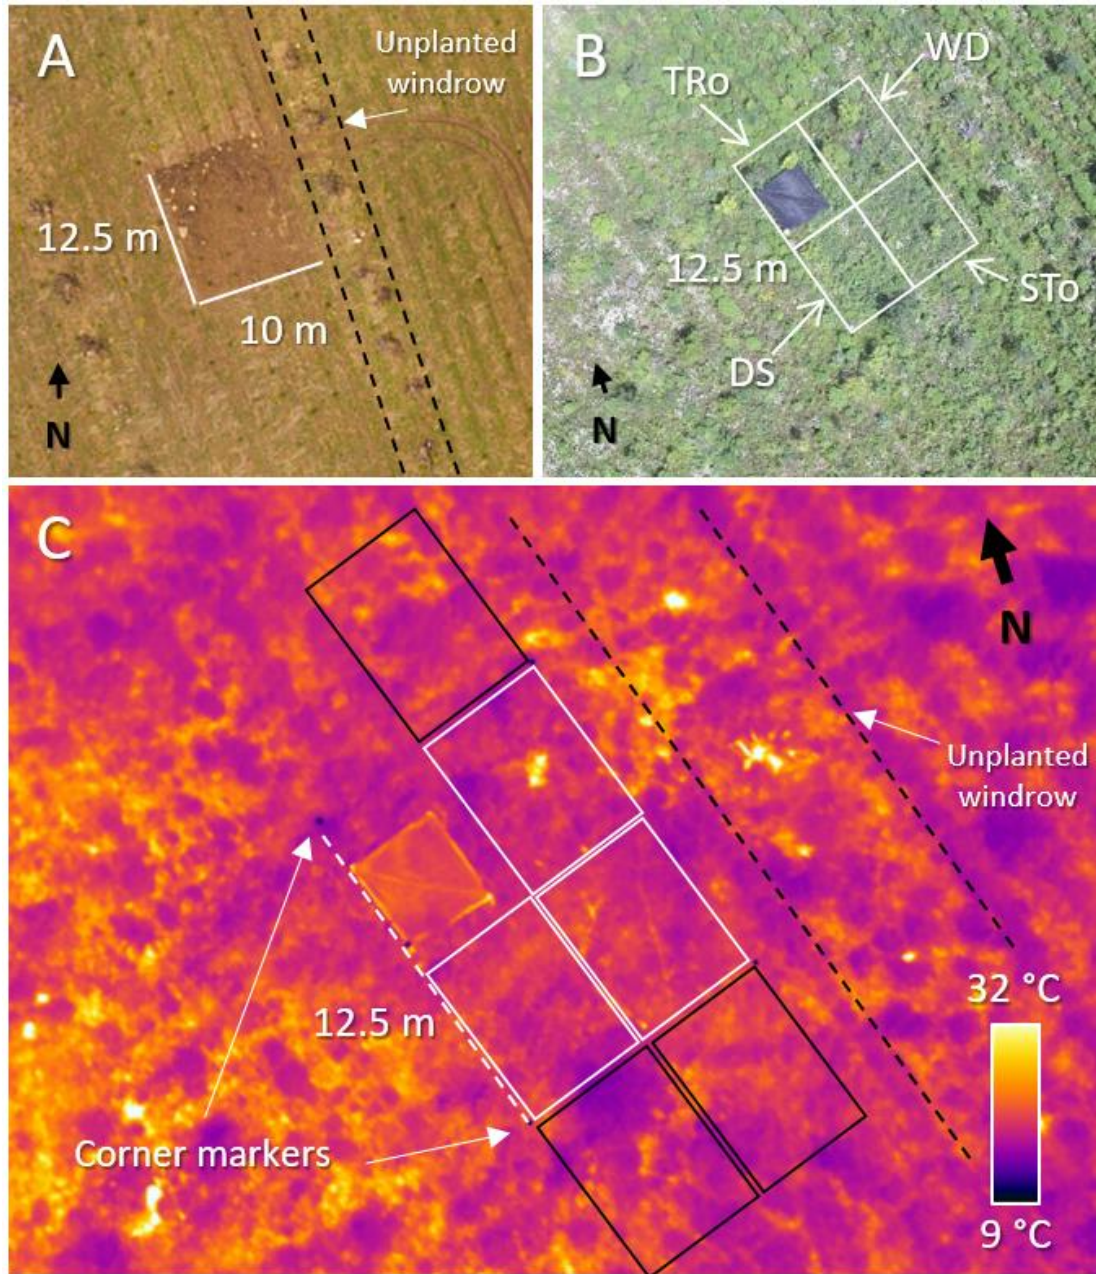 A
Unplanted
windrow
12.5 m
10 m
N
B
WD
TRo
12.5 m
STo
DS
N
C
N
Unplanted
windrow
32 °C
12.5 m
Corner markers
9 °C